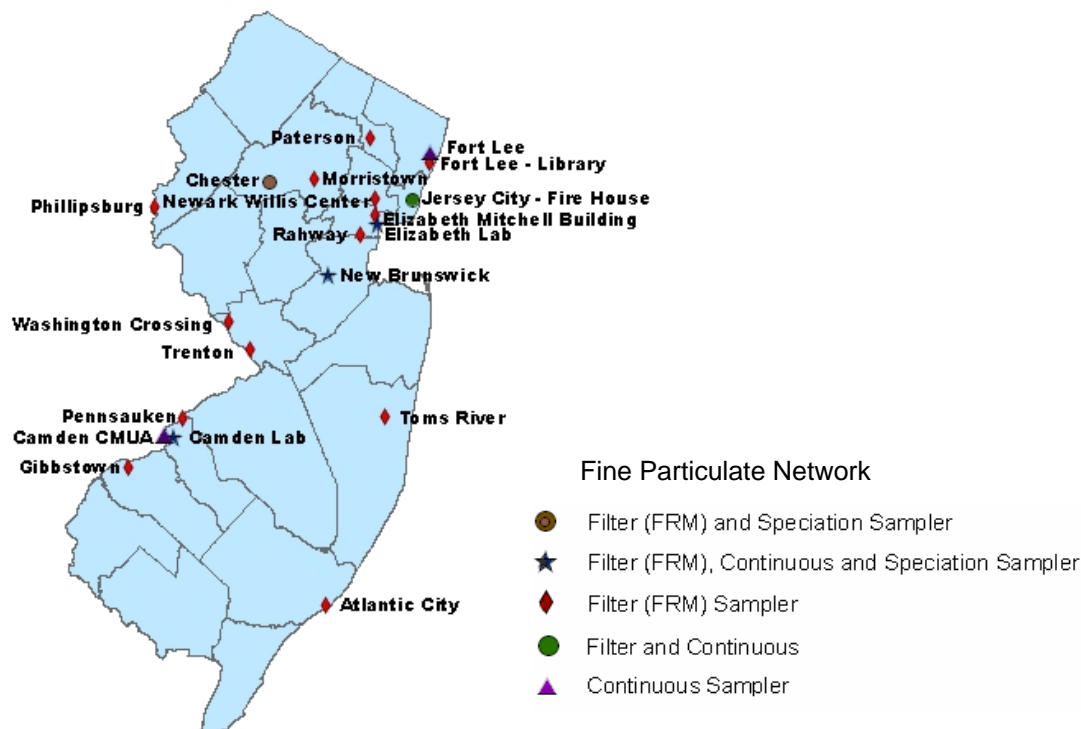 Paterson
Fort Lee
Fort Lee - Library
Chester
Morristown
Phillipsburg
Newark Willis Center
Jersey City - Fire House
Elizabeth Mitchell Building
Rahway
Elizabeth Lab
New Brunswick
Washington Crossing
Trenton
Pennsauken
Toms River
Camden CMUA
Camden Lab
Gibbstown
Atlantic City
Fine Particulate Network
Filter (FRM) and Speciation Sampler
Filter (FRM), Continuous and Speciation Sampler
Filter (FRM) Sampler
Filter and Continuous
Continuous Sampler